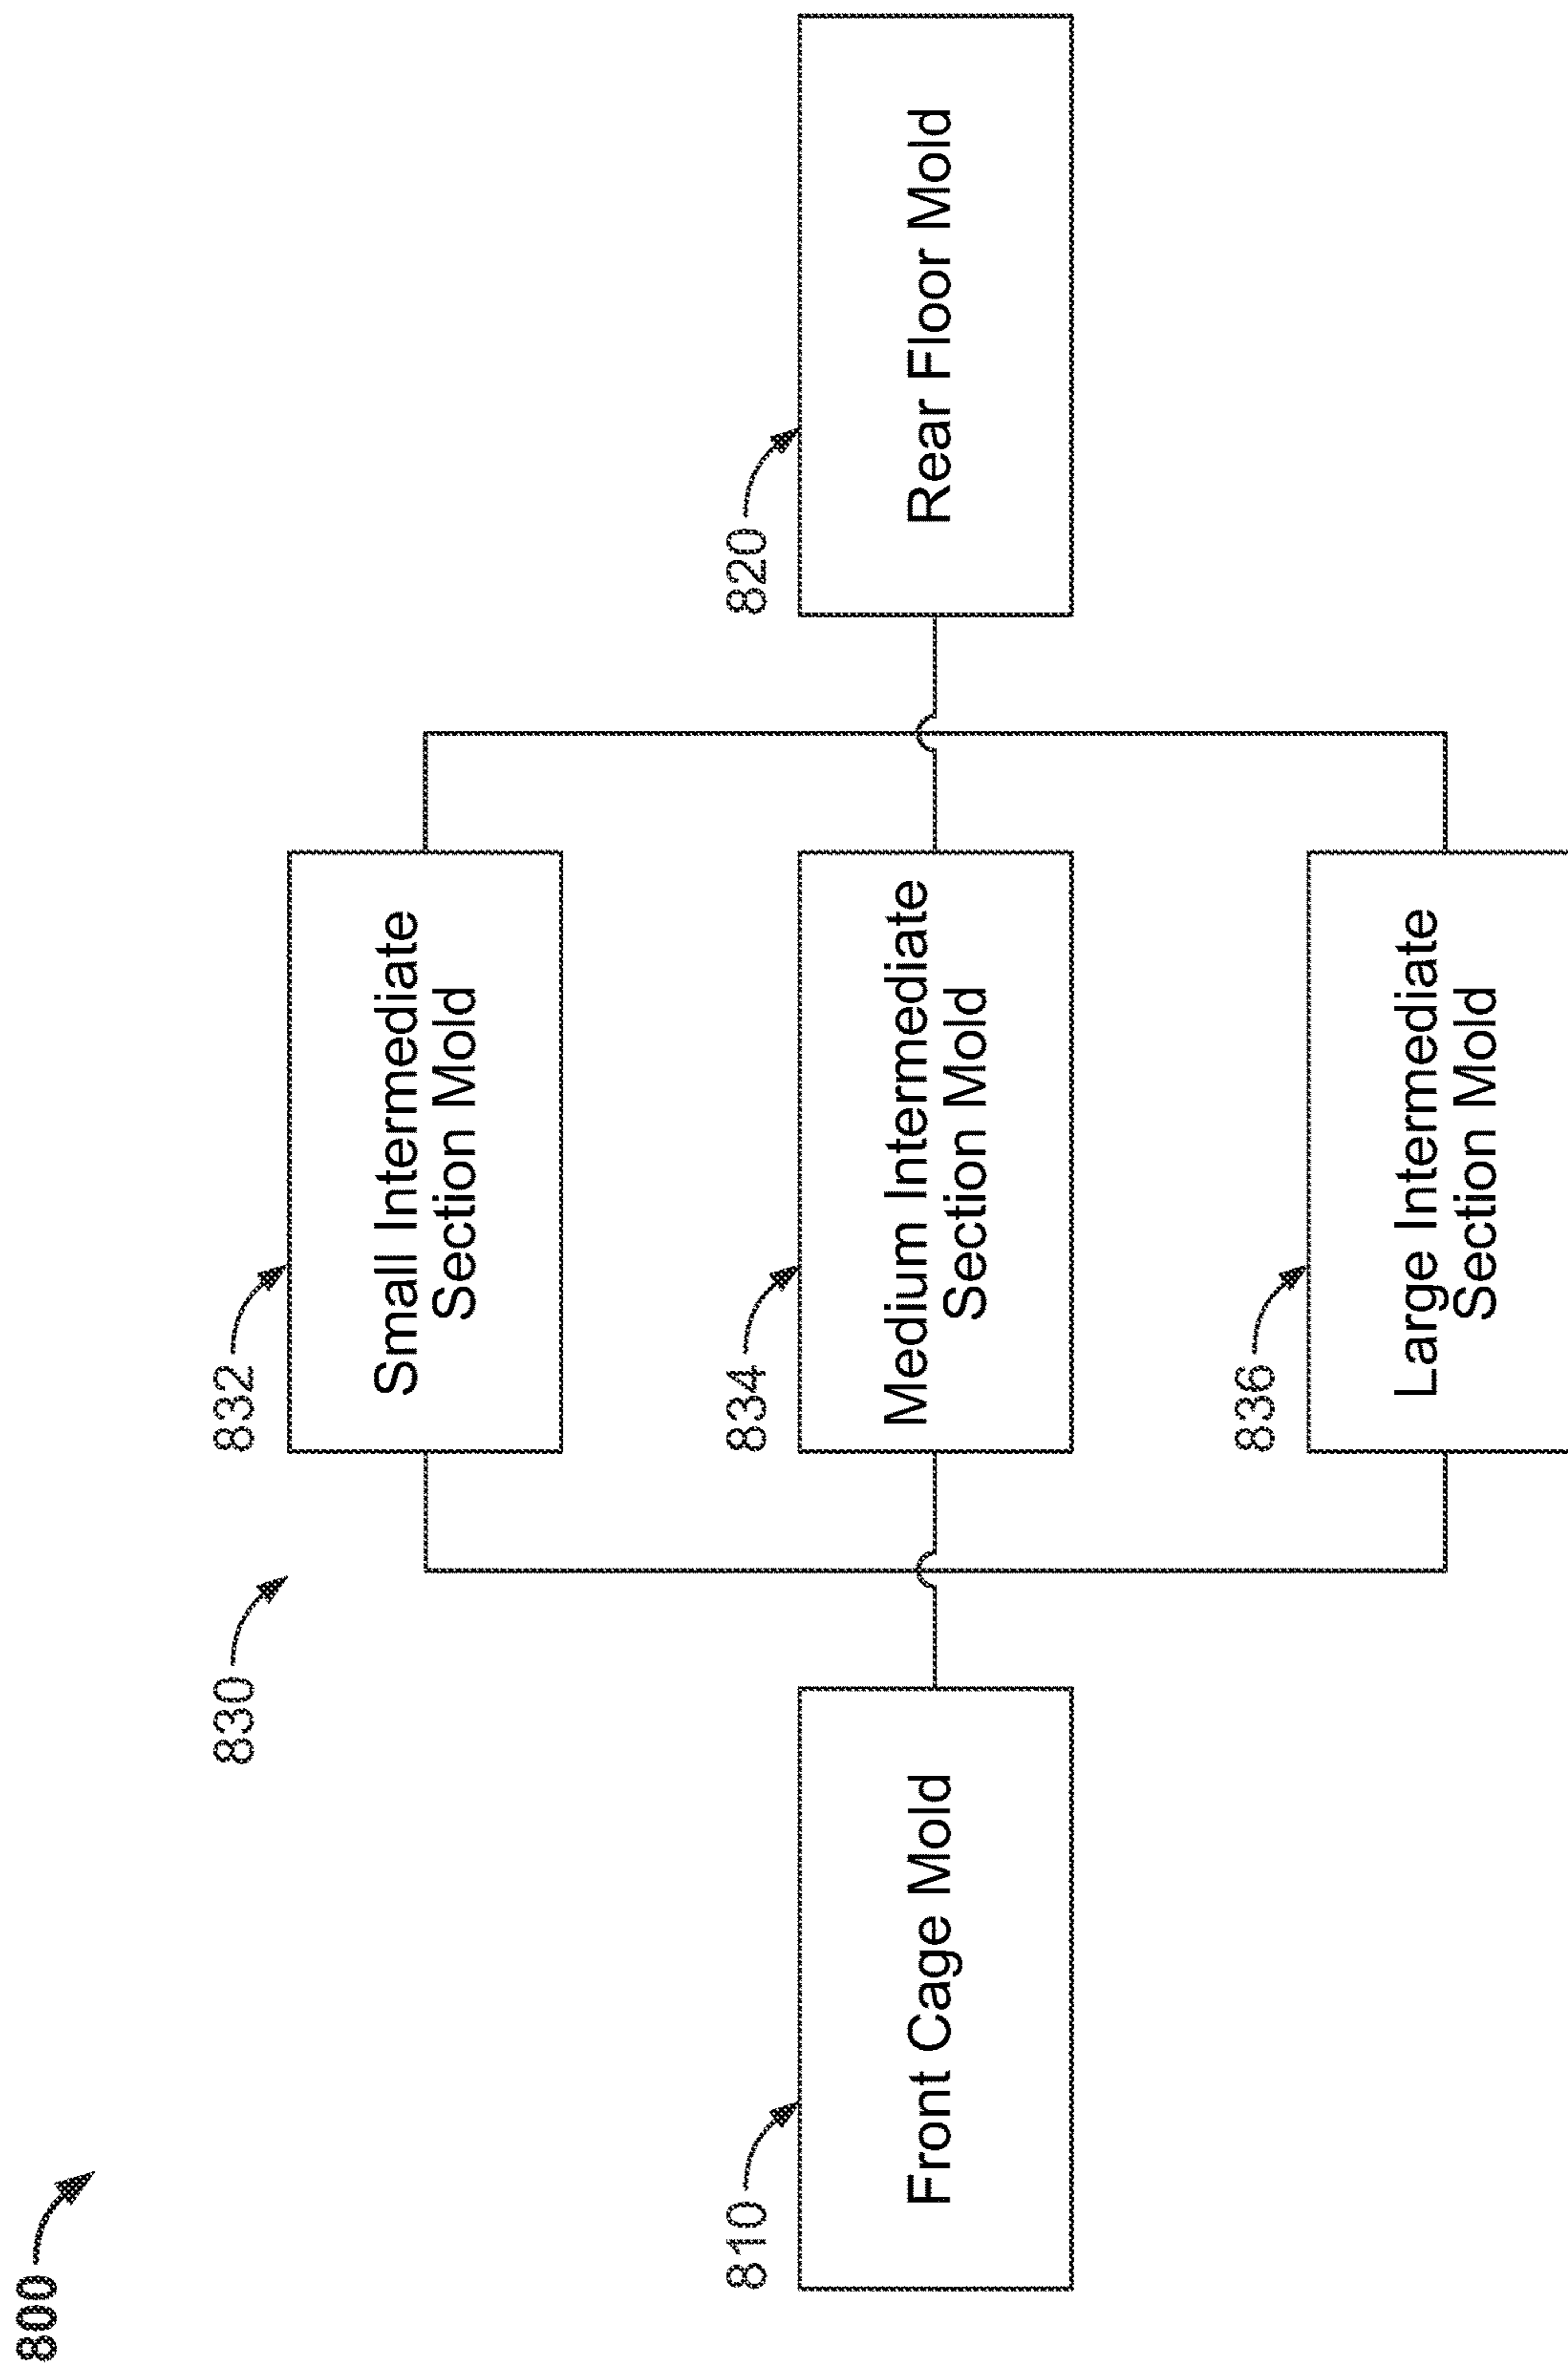 800
830
832
Small Intermediate
Section Mold
810
Front Cage Mold
834
Medium Intermediate
Section Mold
820
Rear Floor Mold
836
Large Intermediate
Section Mold